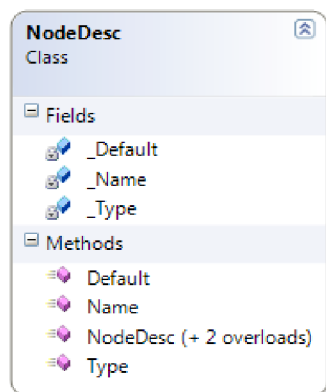 NodeDesc
Class
Fields
_Default
_Name
_Type
Methods
Default
Name
NodeDesc (+ 2 overloads)
Type